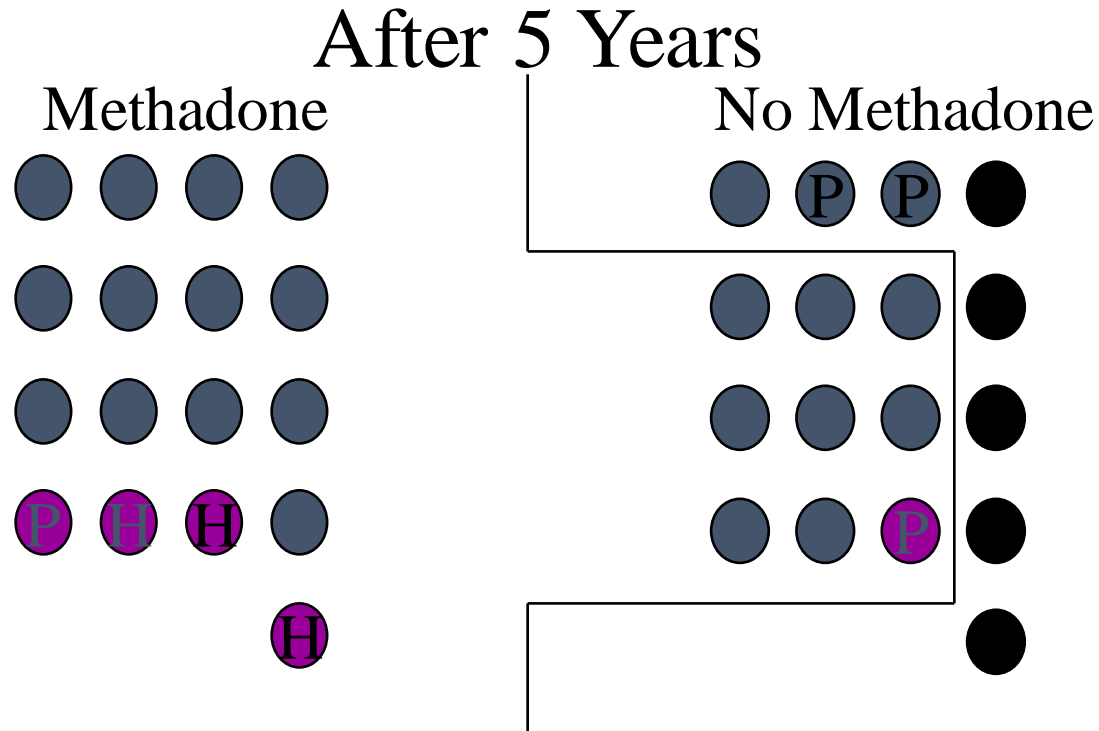 After 5 Years
Methadone
No Methadone
P P
P H H
P
H